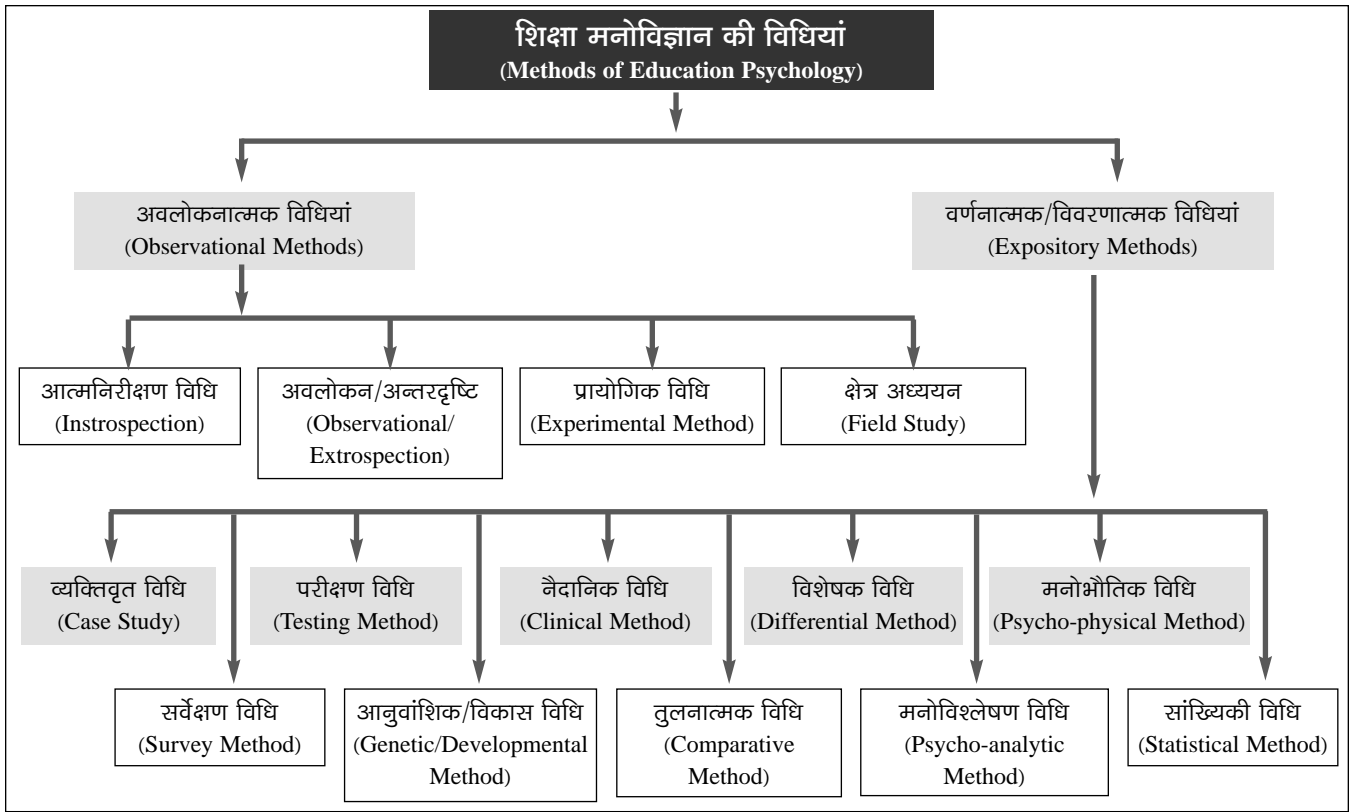 शिक्षा मनोविज्ञान की विधियां
(Methods of Education Psychology)
अवलोकनात्मक विधियां
(Observational Methods)
वर्णनात्मक/विवरणात्मक विधियां
(Expository Methods)
आत्मनिरीक्षण विधि
(Instrospection)
अवलोकन/अन्तरदृष्टि
(Observational/
Extrospection)
प्रायोगिक विधि
(Experimental Method)
क्षेत्र अध्ययन
(Field Study)
व्यक्तिवृत विधि
(Case Study)
परीक्षण विधि
(Testing Method)
नैदानिक विधि
(Clinical Method)
विशेषक विधि
(Differential Method)
मनोभौतिक विधि
(Psycho-physical Method)
सर्वेक्षण विधि
(Survey Method)
आनुवांशिक/विकास विधि
(Genetic/Developmental
Method)
तुलनात्मक विधि
(Comparative
Method)
मनोविश्लेषण विधि
(Psycho-analytic
Method)
सांख्यिकी विधि
(Statistical Method)